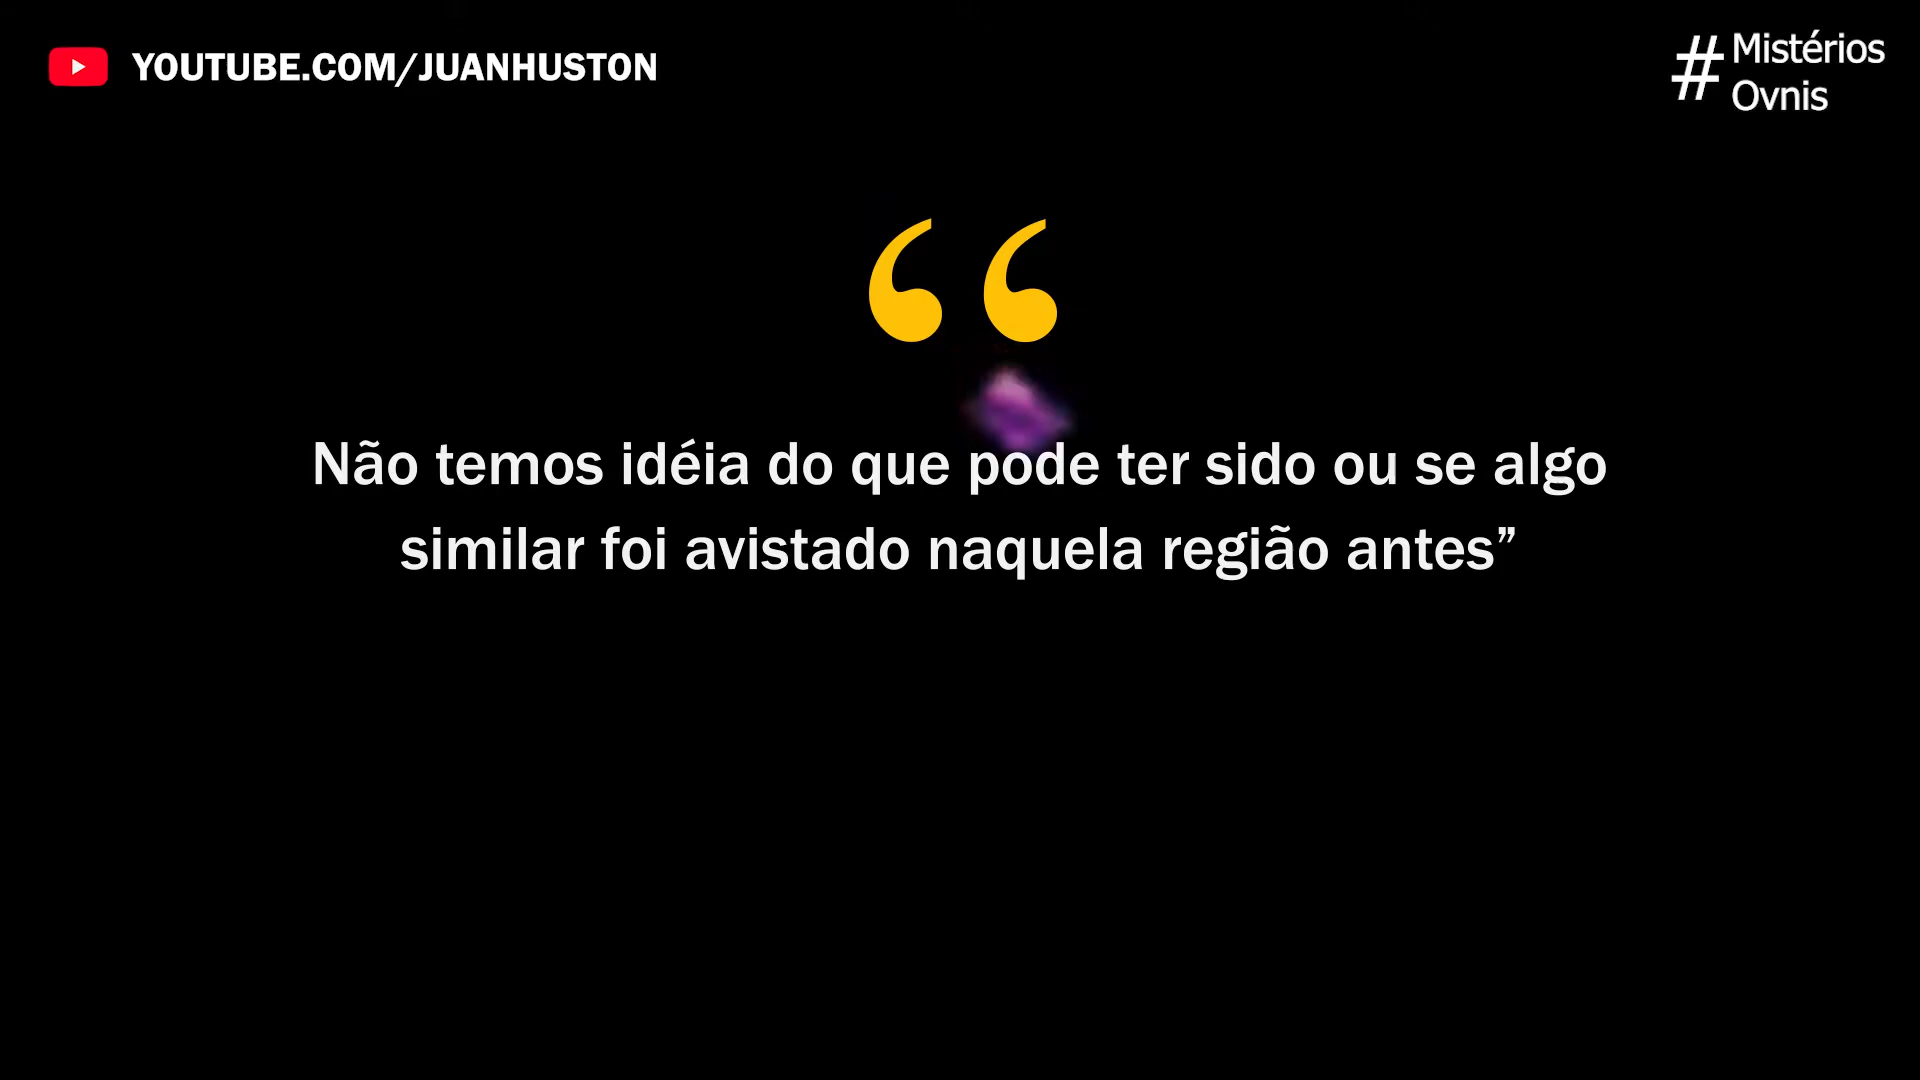 YOUTUBE.COM/JUANHUSTON
# Mistérios
Ovnis
“
Não temos idéia do que pode ter sido ou se algo
similar foi avistado naquela região antes”